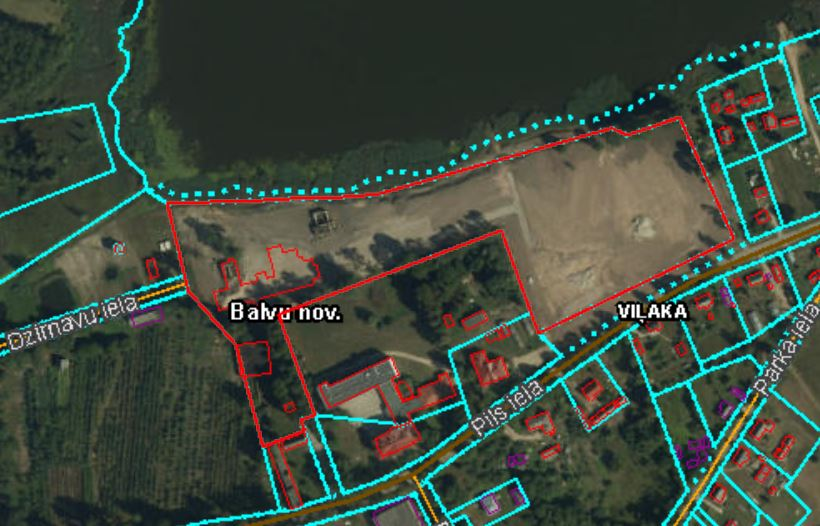 Dzirnavu iela
Balvu nov.
VIĻAKA
Pils iela
Parka iela